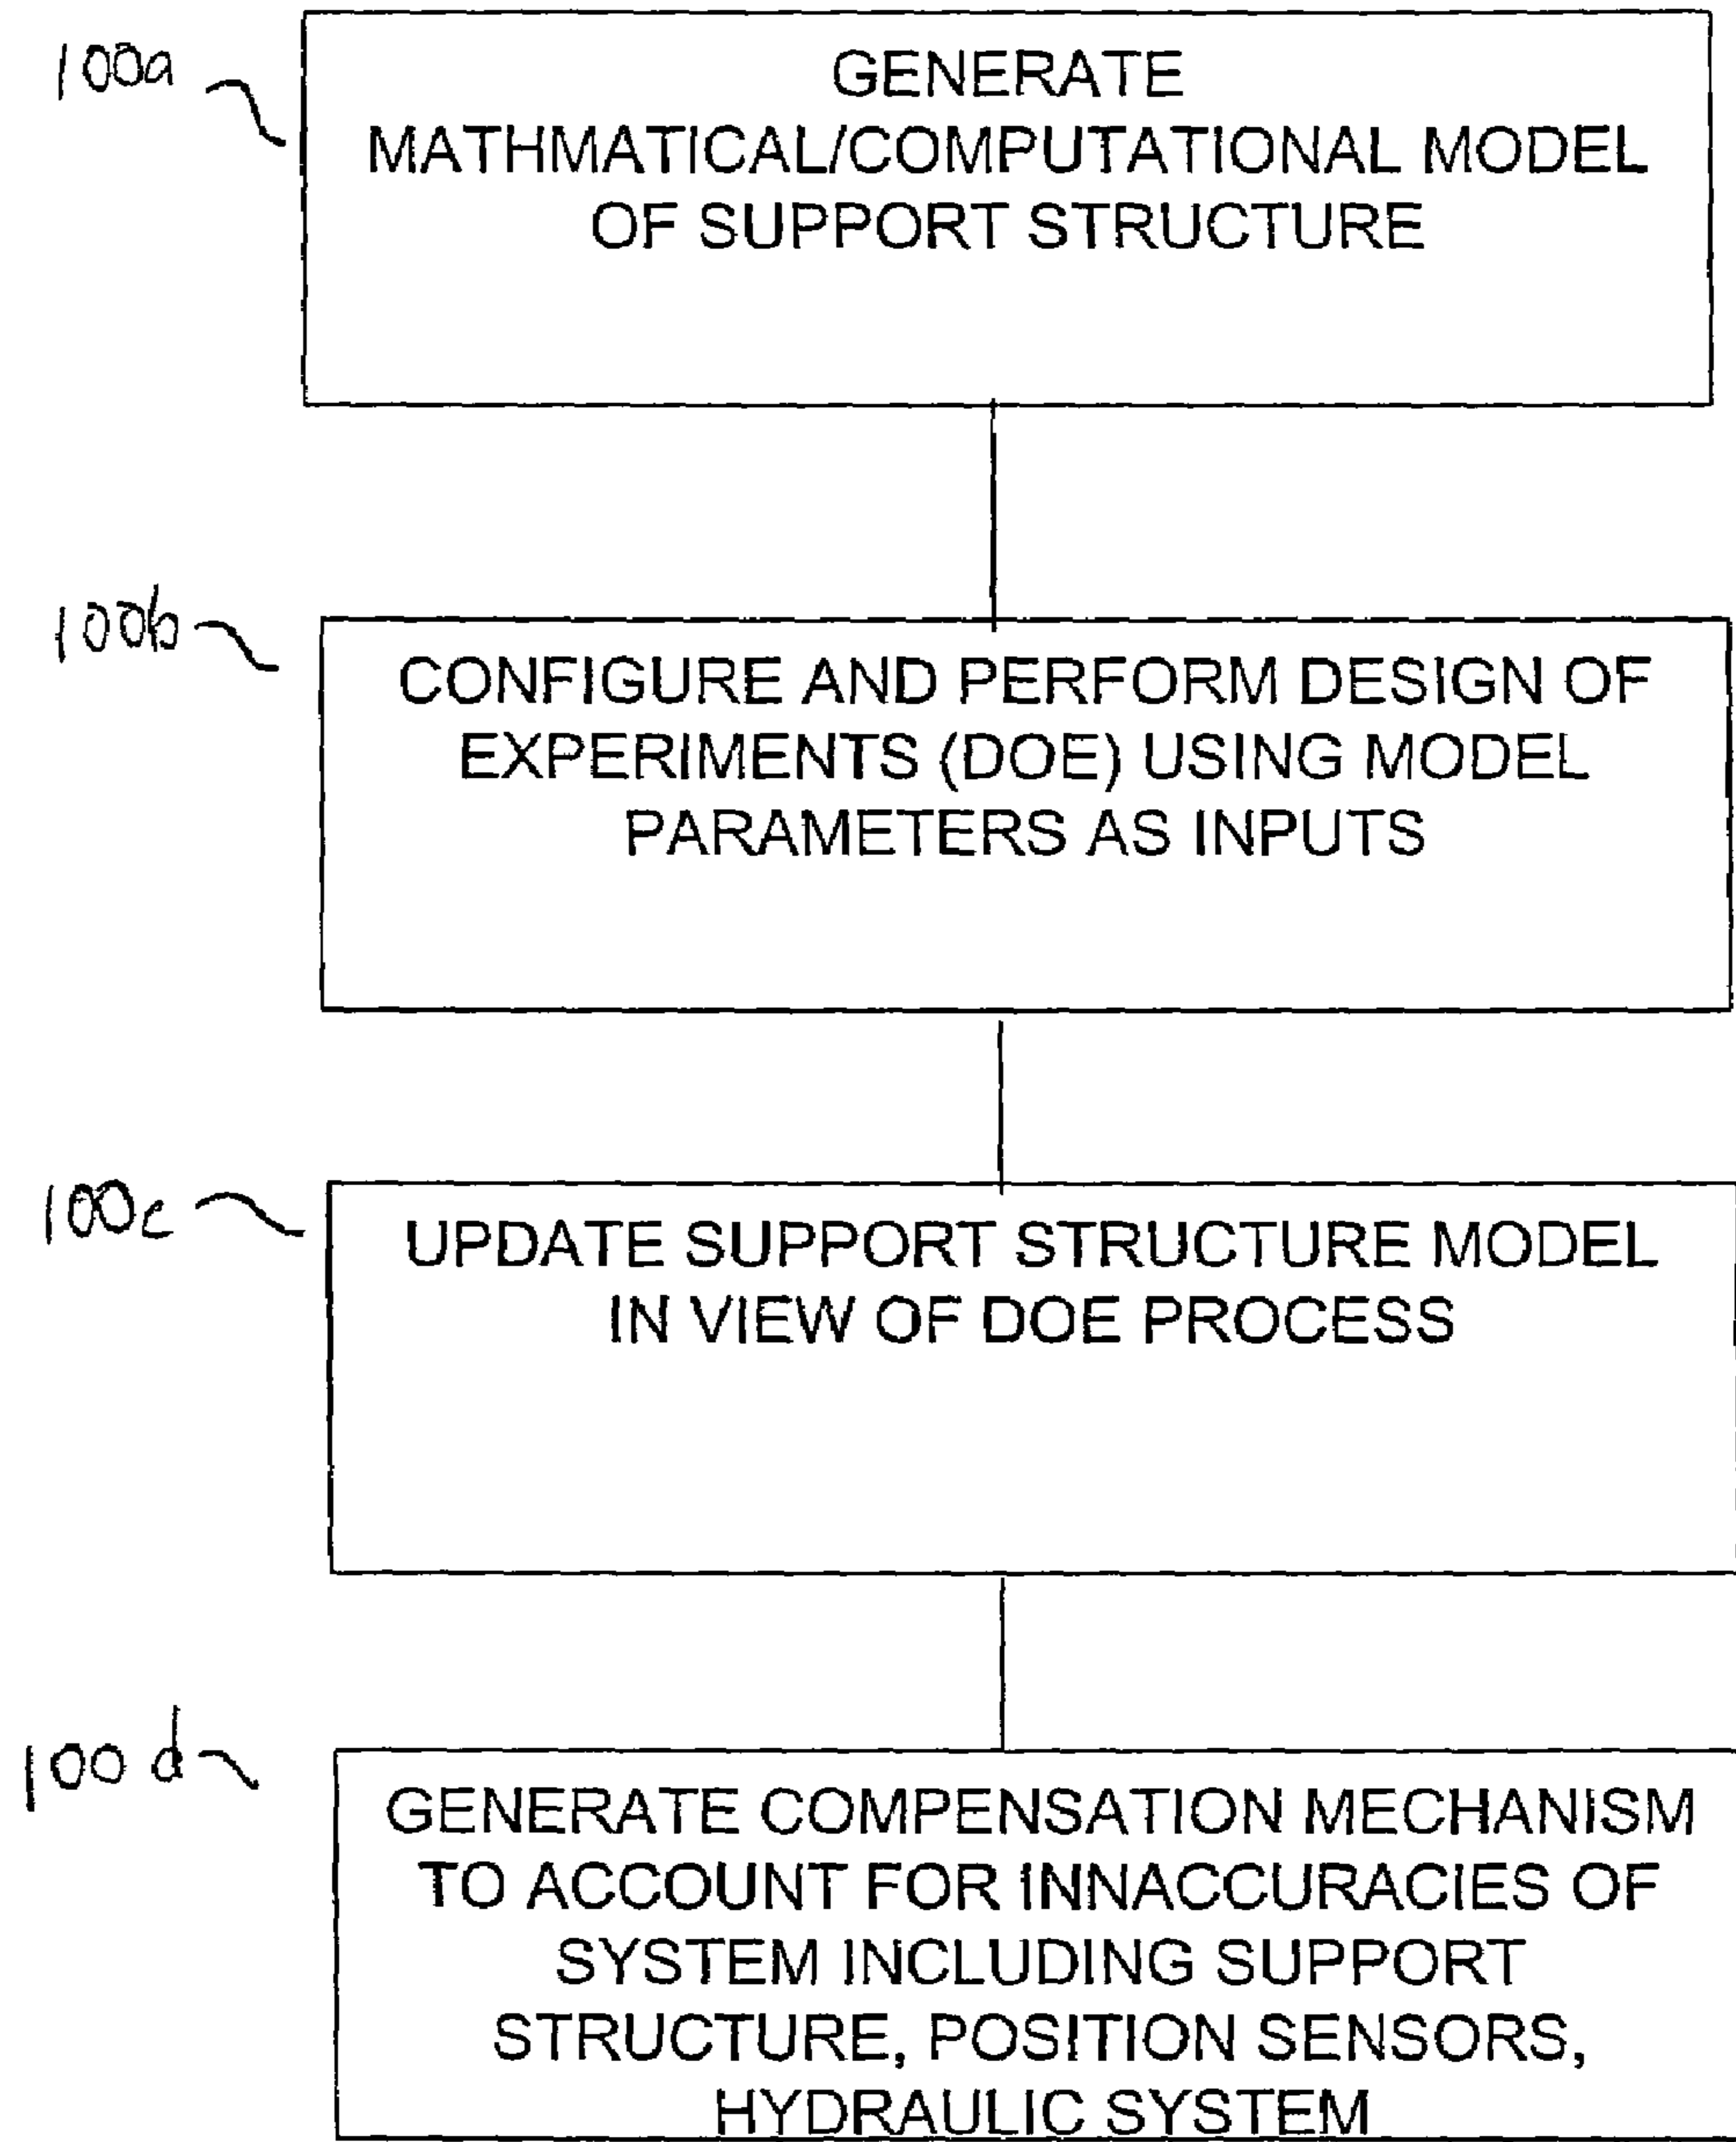 100a
GENERATE
MATHMATICAL/COMPUTATIONAL MODEL
OF SUPPORT STRUCTURE
100b
CONFIGURE AND PERFORM DESIGN OF
EXPERIMENTS (DOE) USING MODEL
PARAMETERS AS INPUTS
100c
UPDATE SUPPORT STRUCTURE MODEL
IN VIEW OF DOE PROCESS
100d
GENERATE COMPENSATION MECHANISM
TO ACCOUNT FOR INNACCURACIES OF
SYSTEM INCLUDING SUPPORT
STRUCTURE, POSITION SENSORS,
HYDRAULIC SYSTEM